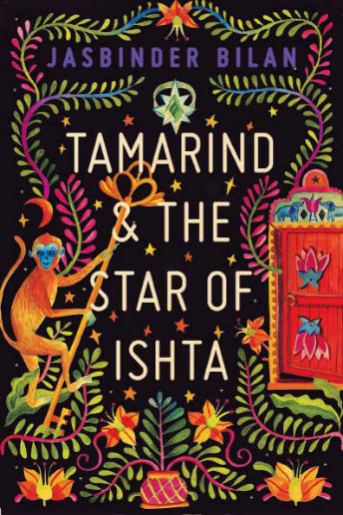 JASBINDER BILAN
TAMARIND
& THE
STAR OF
ISHTA